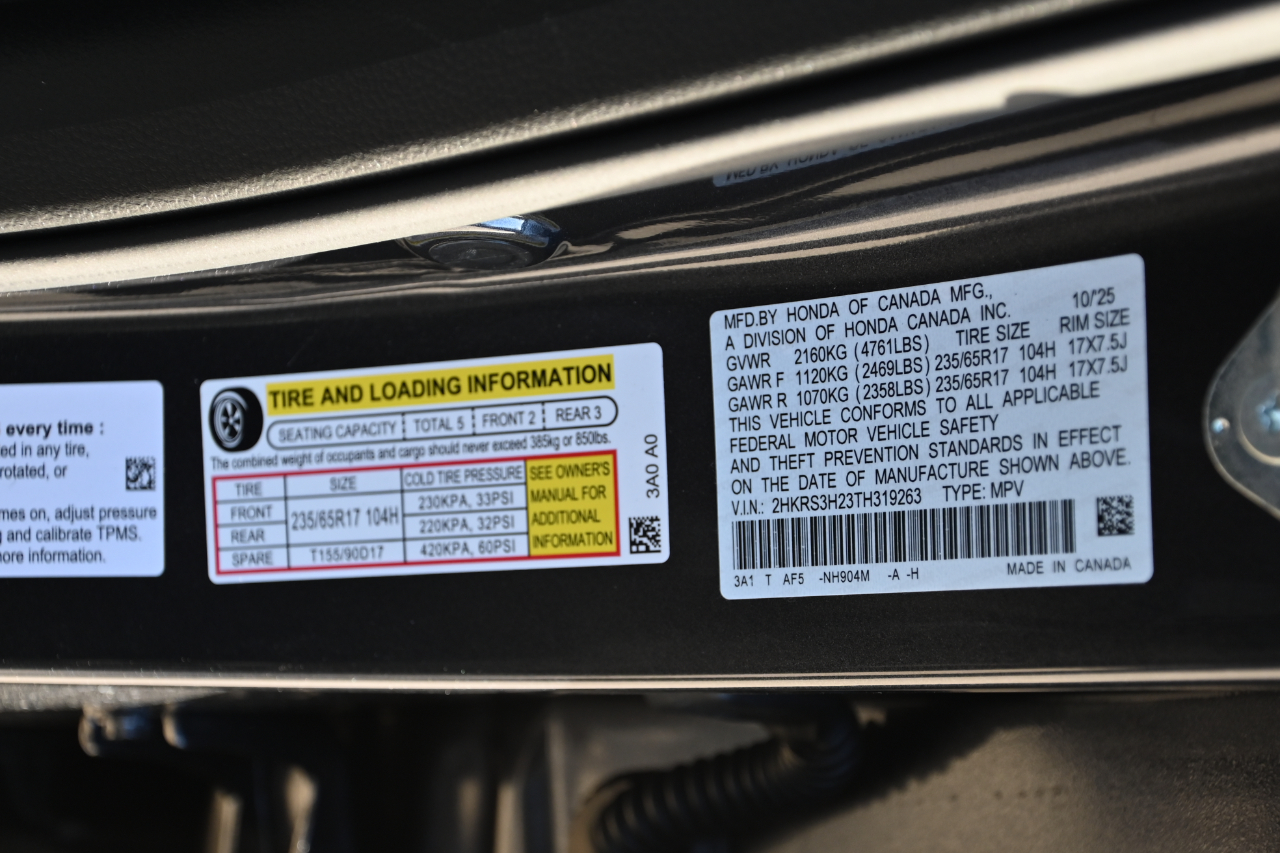 every time :
ed in any tire,
rotated, or
mes on, adjust pressure
g and calibrate TPMS.
ore information.
TIRE AND LOADING INFORMATION
SEATING CAPACITY TOTAL 5 FRONT 2 REAR 3
The combined weight of occupants and cargo should never exceed 385kg or 850lbs.
TIRE SIZE COLD TIRE PRESSURE
FRONT 235/65R17 104H 230KPA, 33PSI
REAR 220KPA, 32PSI
SPARE T155/90D17 420KPA, 60PSI
SEE OWNER'S
MANUAL FOR
ADDITIONAL
INFORMATION
3A0 A0
MFD.BY HONDA OF CANADA MFG., 10/'25
A DIVISION OF HONDA CANADA INC.
GVWR 2160KG (4761LBS) TIRE SIZE RIM SIZE
GAWR F 1120KG (2469LBS) 235/65R17 104H 17X7.5J
GAWR R 1070KG (2358LBS) 235/65R17 104H 17X7.5J
THIS VEHICLE CONFORMS TO ALL APPLICABLE
FEDERAL MOTOR VEHICLE SAFETY
AND THEFT PREVENTION STANDARDS IN EFFECT
ON THE DATE OF MANUFACTURE SHOWN ABOVE.
V.I.N.: 2HKRS3H23TH319263 TYPE: MPV
3A1 T AF5 -NH904M -A -H MADE IN CANADA